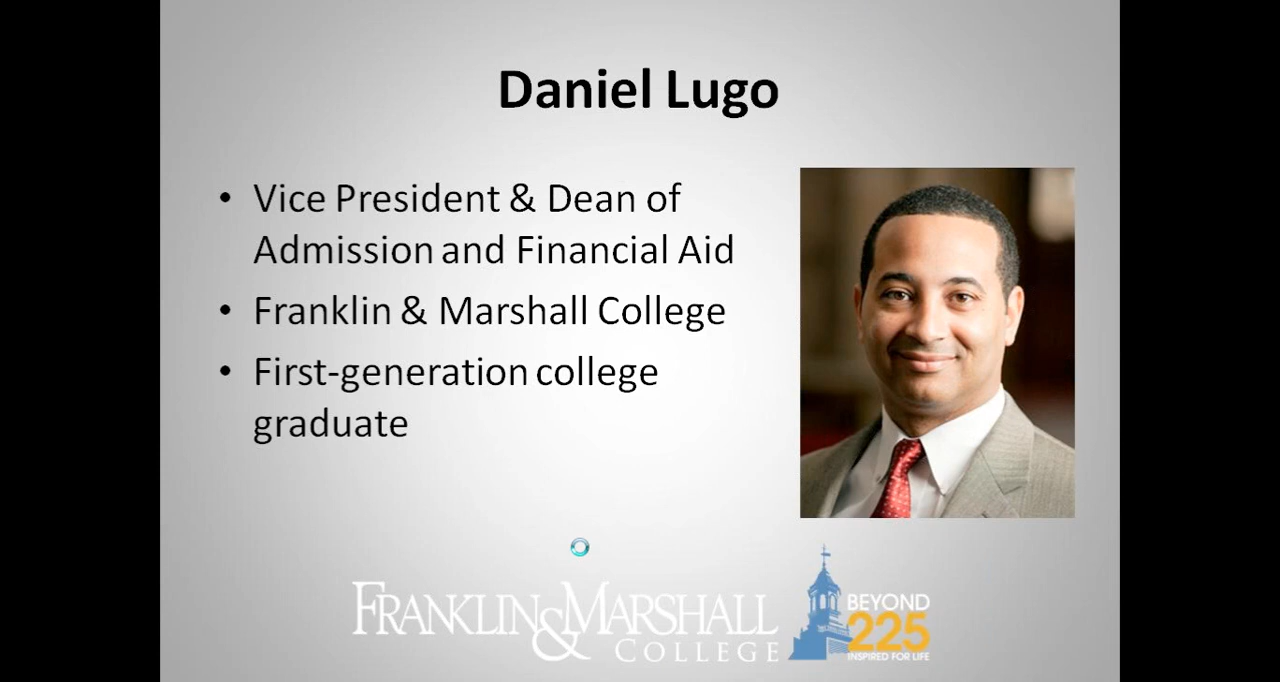 Daniel Lugo
• Vice President & Dean of
Admission and Financial Aid
• Franklin & Marshall College
• First-generation college
graduate
FRANKLIN & MARSHALL
COLLEGE
BEYOND
225
INSPIRED FOR LIFE